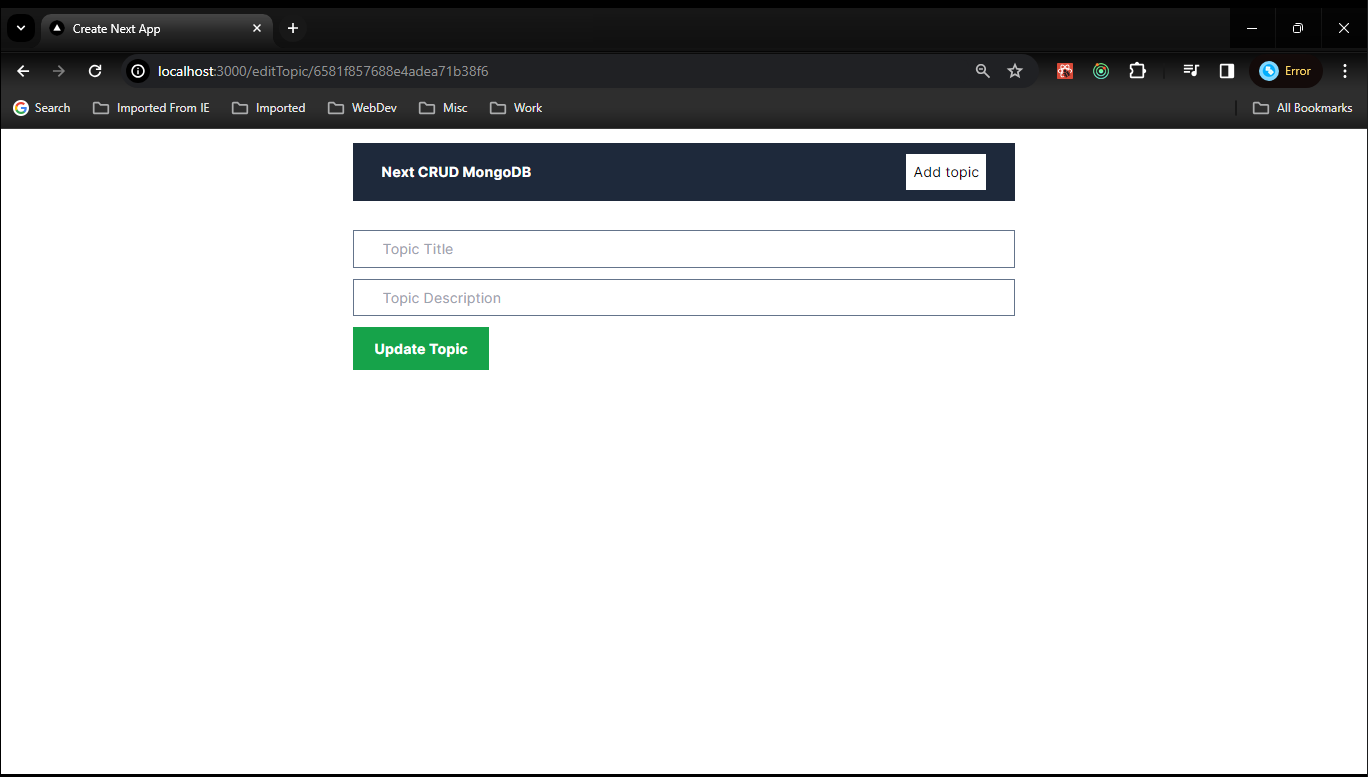 Create Next App
localhost:3000/editTopic/6581f857688e4adea71b38f6
Error
Search
Imported From IE
Imported
WebDev
Misc
Work
All Bookmarks
Next CRUD MongoDB
Add topic
Topic Title
Topic Description
Update Topic